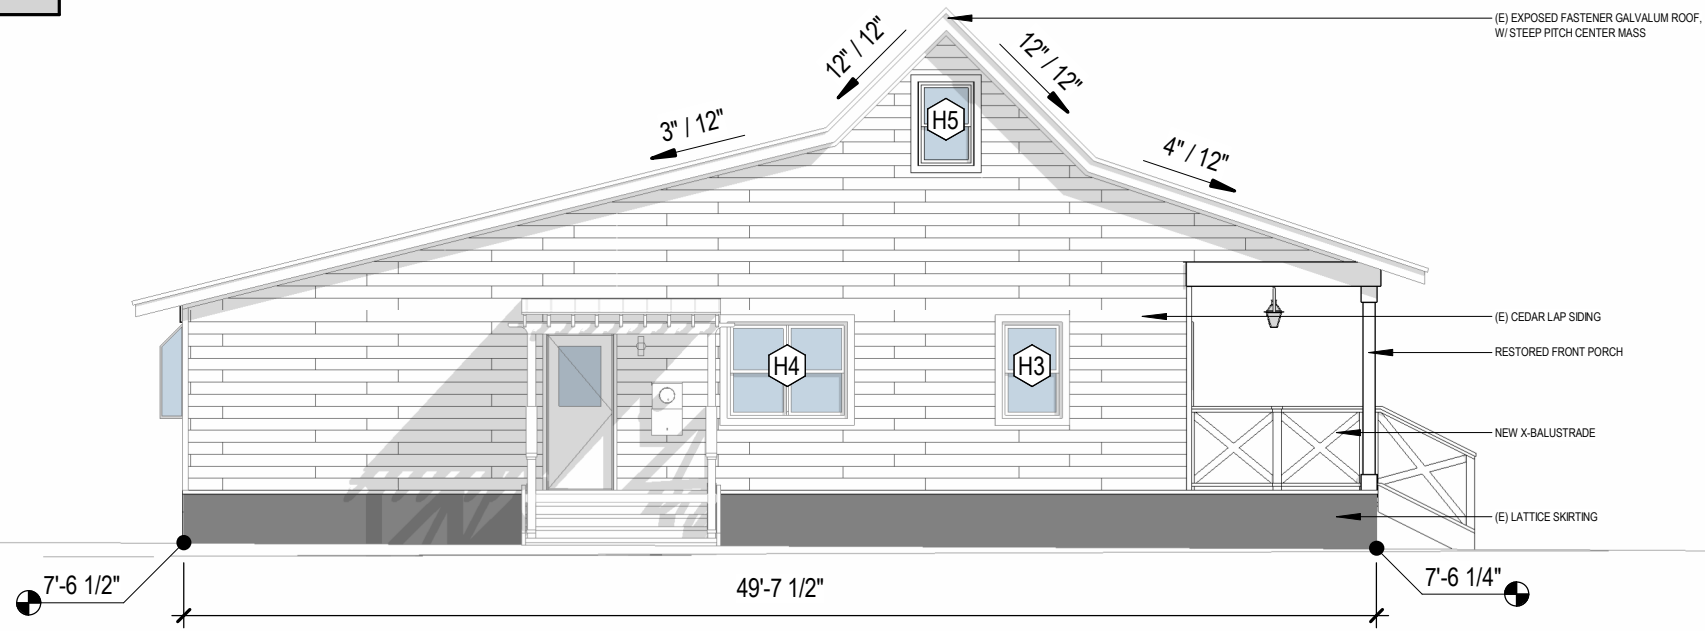 (E) EXPOSED FASTENER GALVALUM ROOF,
W/ STEEP PITCH CENTER MASS
12" / 12"
12" / 12"
3" / 12"
H5
4" / 12"
(E) CEDAR LAP SIDING
RESTORED FRONT PORCH
H4
H3
NEW X-BALUSTRADE
(E) LATTICE SKIRTING
7'-6 1/2"
49'-7 1/2"
7'-6 1/4"